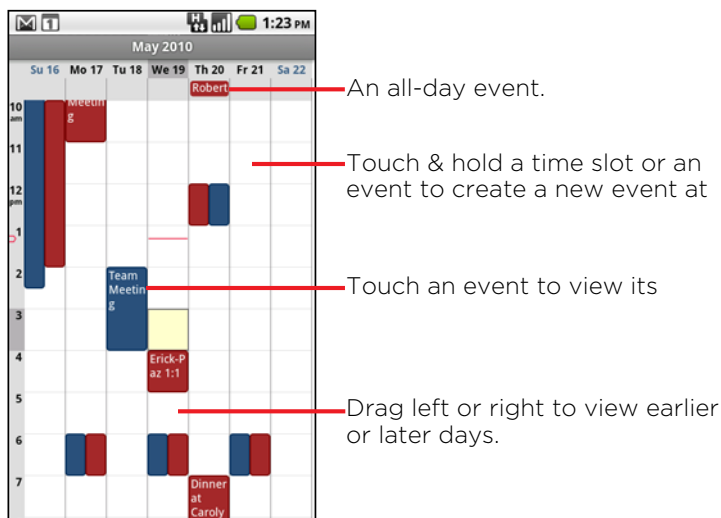 1
H
1:23 PM
May 2010
Su 16 Mo 17 Tu 18 We 19 Th 20 Fr 21 Sa 22
Robert
An all-day event.
10
am
Meetin
g
11
Touch & hold a time slot or an
event to create a new event at
12
pm
1
2
Team
Meetin
g
Touch an event to view its
3
4
Erick-P
az 1:1
5
Drag left or right to view earlier
or later days.
6
7
Dinner
at
Caroly